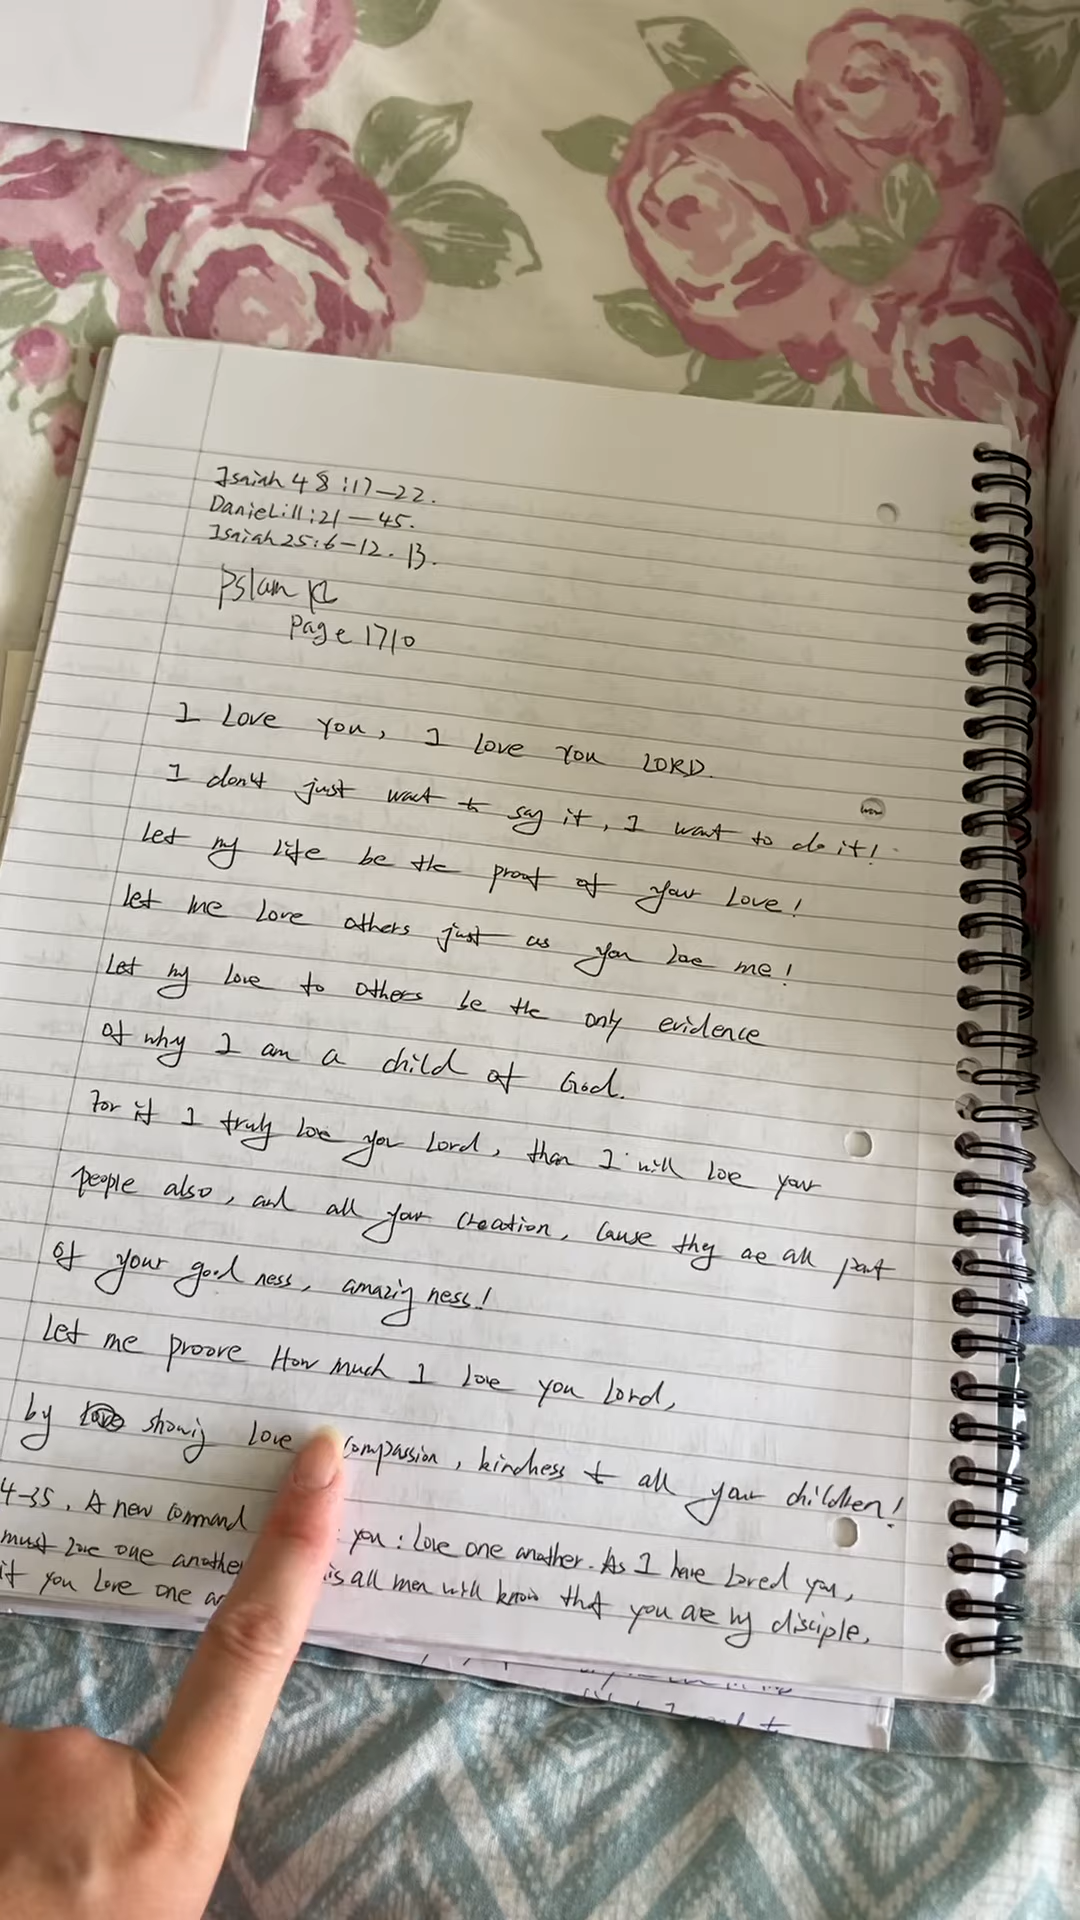 Isaiah 48:17-22.
Daniel.11:21-45.
Isaiah 25:6-12. 13.
Pslam
Page 1710
I Love you, I love you LORD.
I don't just want to say it, I want to do it!
Let my life be the proof of your Love!
Let me Love others just as you love me!
Let my love to others be the only evidence
of why I am a child of God.
For if I truly love you Lord, than I will love your
people also, and all your creation, cause they are all part
of your goodness, amazingness!
Let me proove How much I love you Lord,
by showing love compassion, kindness to all your children!
4-35. A new command you: Love one another. As I have loved you,
must love one another is all men will know that you are my disciple,
if you love one